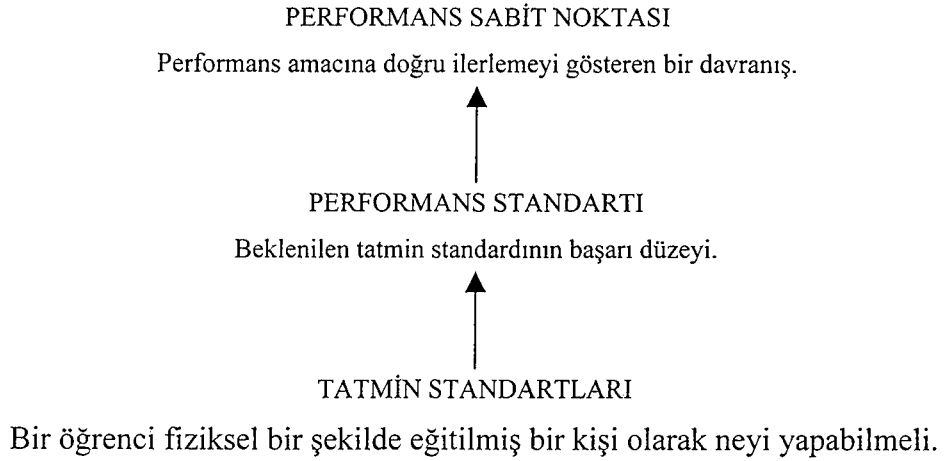 PERFORMANS SABİT NOKTASI
Performans amacına doğru ilerlemeyi gösteren bir davranış.
PERFORMANS STANDARTI
Beklenilen tatmin standardının başarı düzeyi.
TATMİN STANDARTLARI
Bir öğrenci fiziksel bir şekilde eğitilmiş bir kişi olarak neyi yapabilmeli.